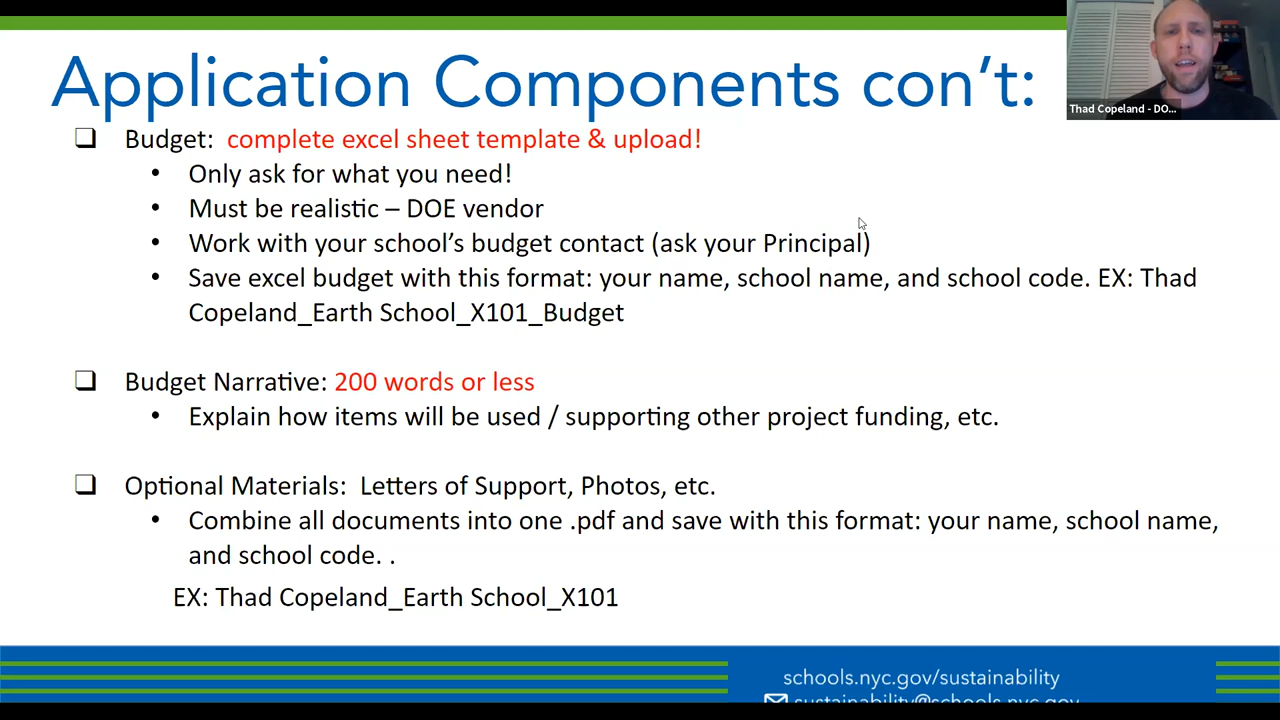 Application Components con't:
Thad Copeland - DO...
❑ Budget: complete excel sheet template & upload!
• Only ask for what you need!
• Must be realistic – DOE vendor
• Work with your school's budget contact (ask your Principal)
• Save excel budget with this format: your name, school name, and school code. EX: Thad
Copeland_Earth School_X101_Budget
❑ Budget Narrative: 200 words or less
• Explain how items will be used / supporting other project funding, etc.
❑ Optional Materials: Letters of Support, Photos, etc.
• Combine all documents into one .pdf and save with this format: your name, school name,
and school code. .
EX: Thad Copeland_Earth School_X101
schools.nyc.gov/sustainability
sustainability@schools.nyc.gov